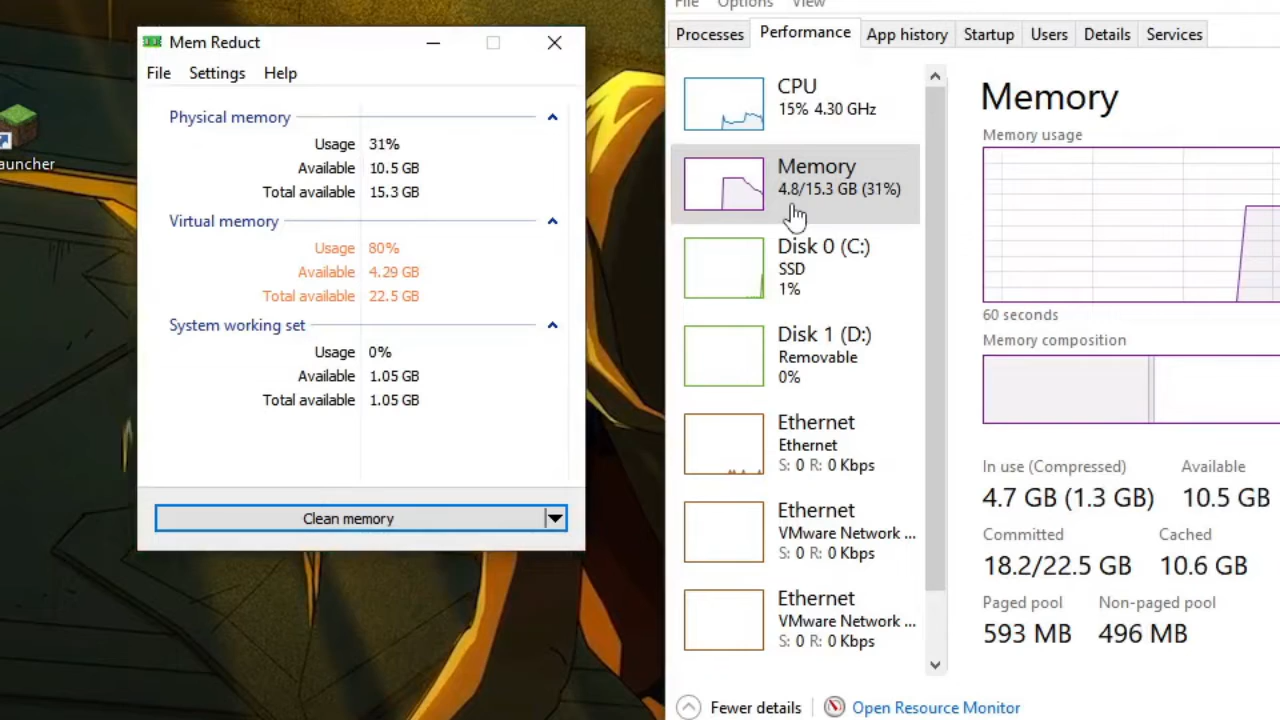 Mem Reduct
File Settings Help
Physical memory
Usage 31%
Available 10.5 GB
Total available 15.3 GB
Virtual memory
Usage 80%
Available 4.29 GB
Total available 22.5 GB
System working set
Usage 0%
Available 1.05 GB
Total available 1.05 GB
Clean memory
auncher
File Options View
Processes Performance App history Startup Users Details Services
CPU
15% 4.30 GHz
Memory
4.8/15.3 GB (31%)
Disk 0 (C:)
SSD
1%
Disk 1 (D:)
Removable
0%
Ethernet
Ethernet
S: 0 R: 0 Kbps
Ethernet
VMware Network ...
S: 0 R: 0 Kbps
Ethernet
VMware Network ...
S: 0 R: 0 Kbps
Memory
Memory usage
60 seconds
Memory composition
In use (Compressed) Available
4.7 GB (1.3 GB) 10.5 GB
Committed Cached
18.2/22.5 GB 10.6 GB
Paged pool Non-paged pool
593 MB 496 MB
Fewer details Open Resource Monitor